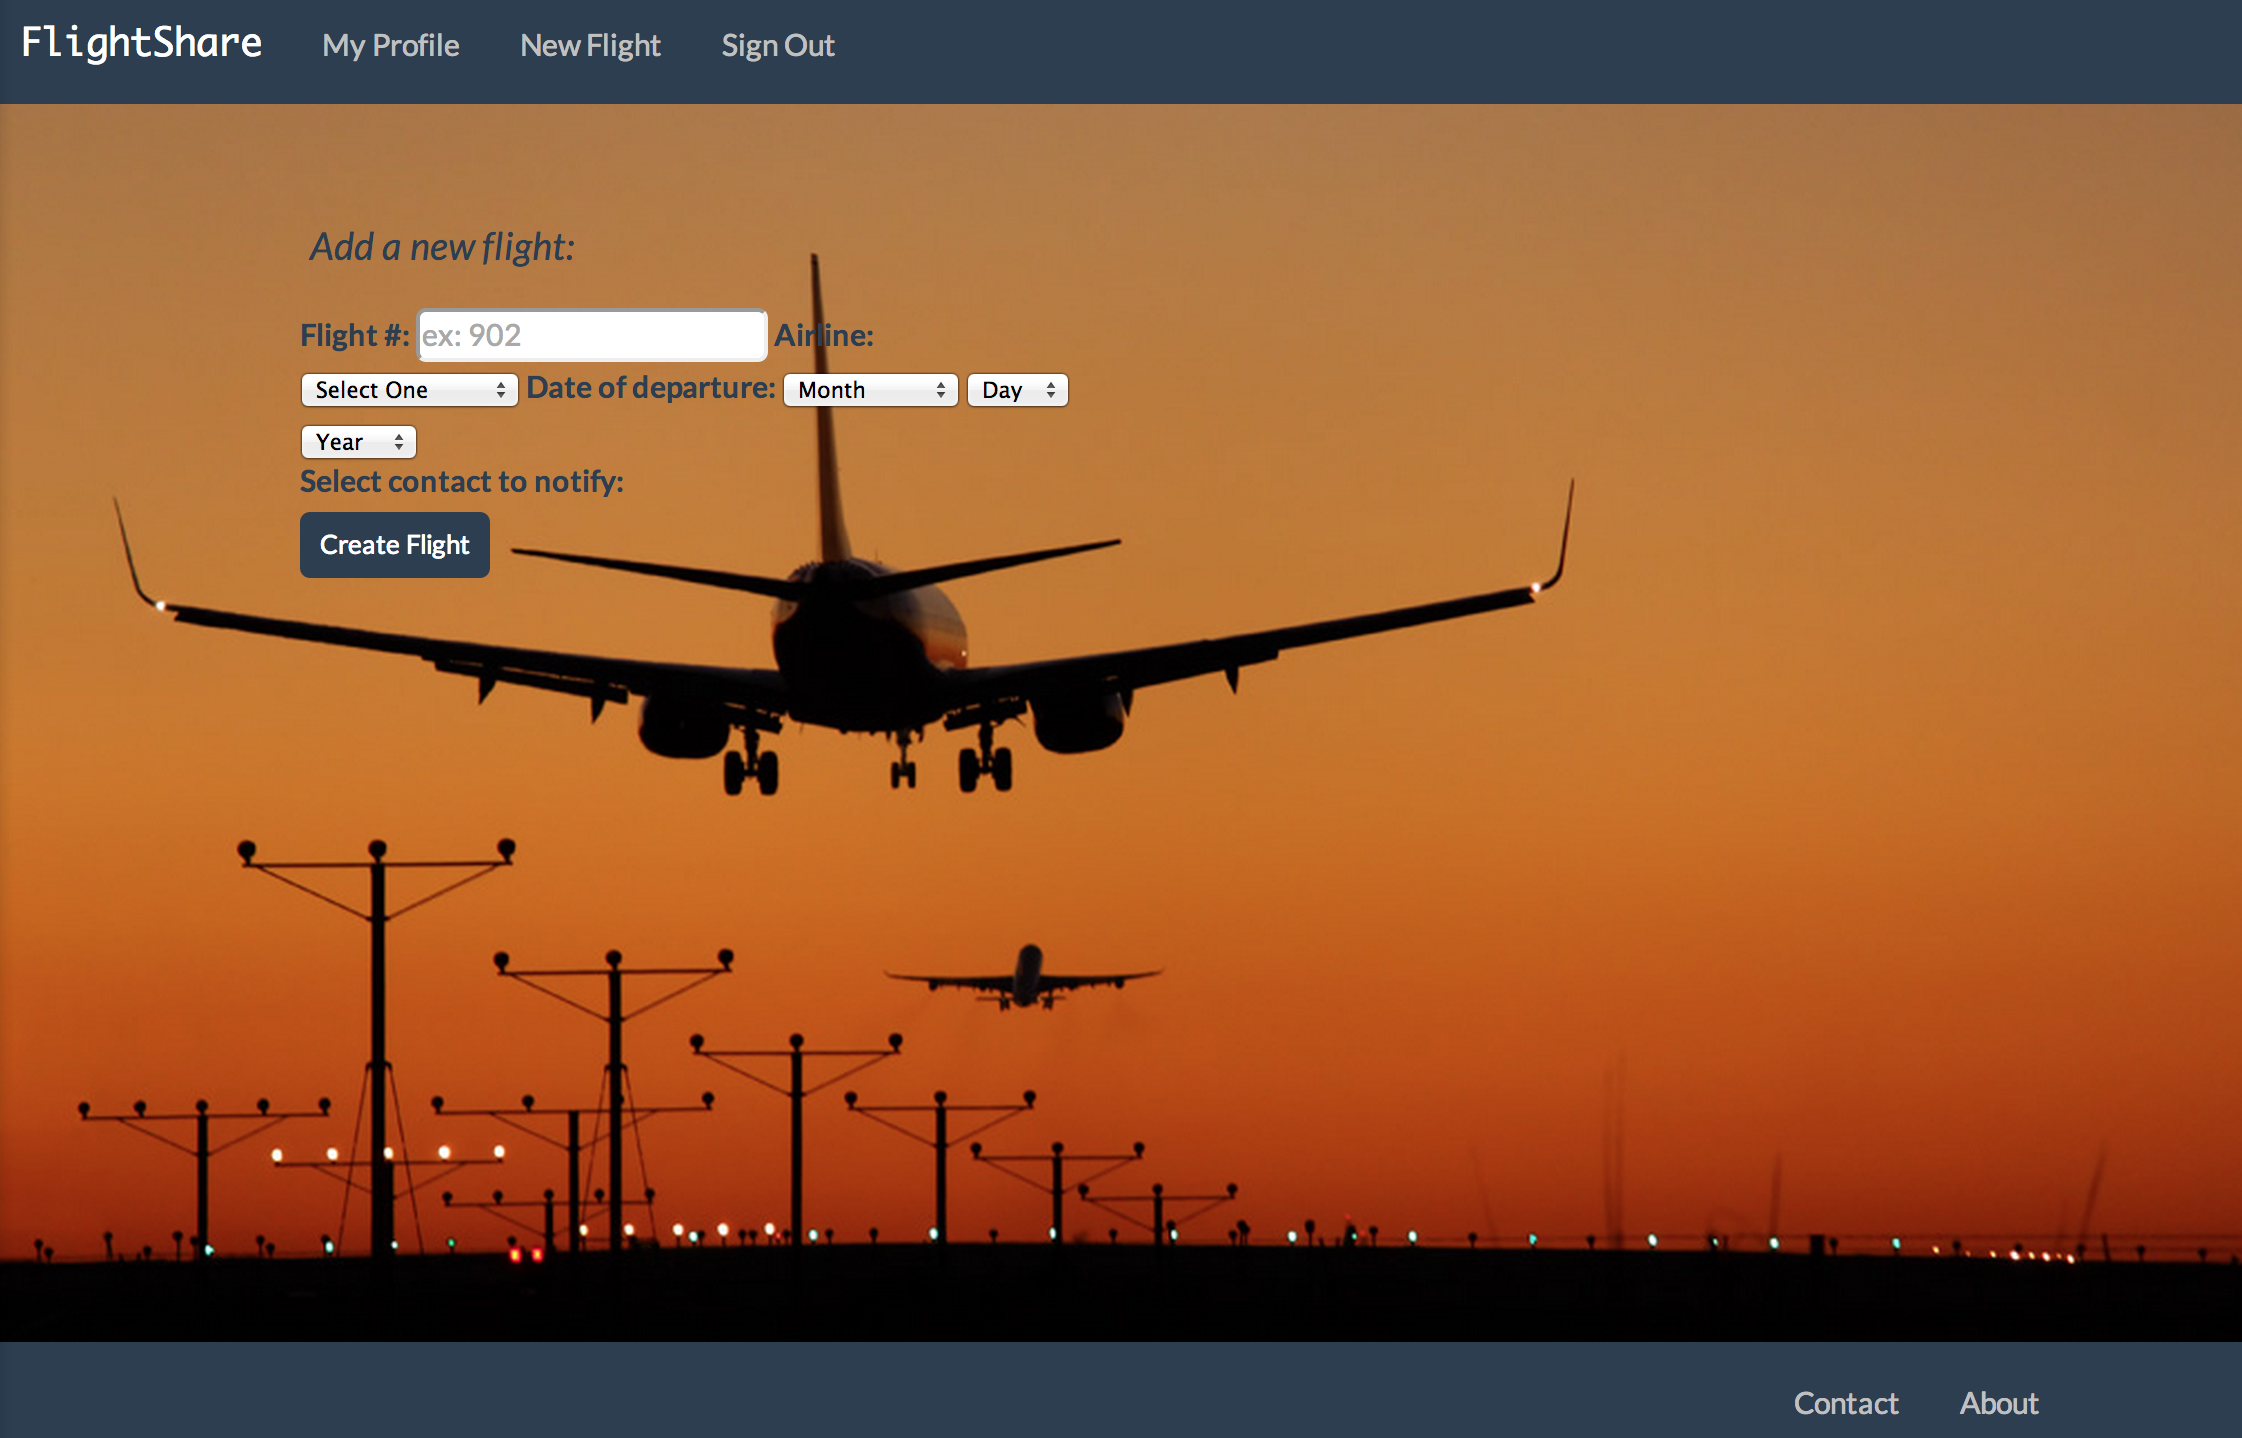 FlightShare My Profile New Flight Sign Out
Add a new flight:
Flight #: ex: 902 Airline:
Select One Date of departure: Month Day
Year
Select contact to notify:
Create Flight
Contact About